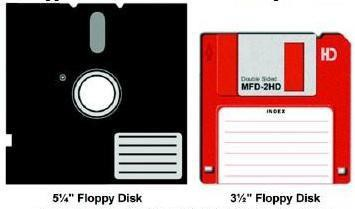 HD
Double Sided
MFD-2HD
INDEX
5¼" Floppy Disk
3½" Floppy Disk